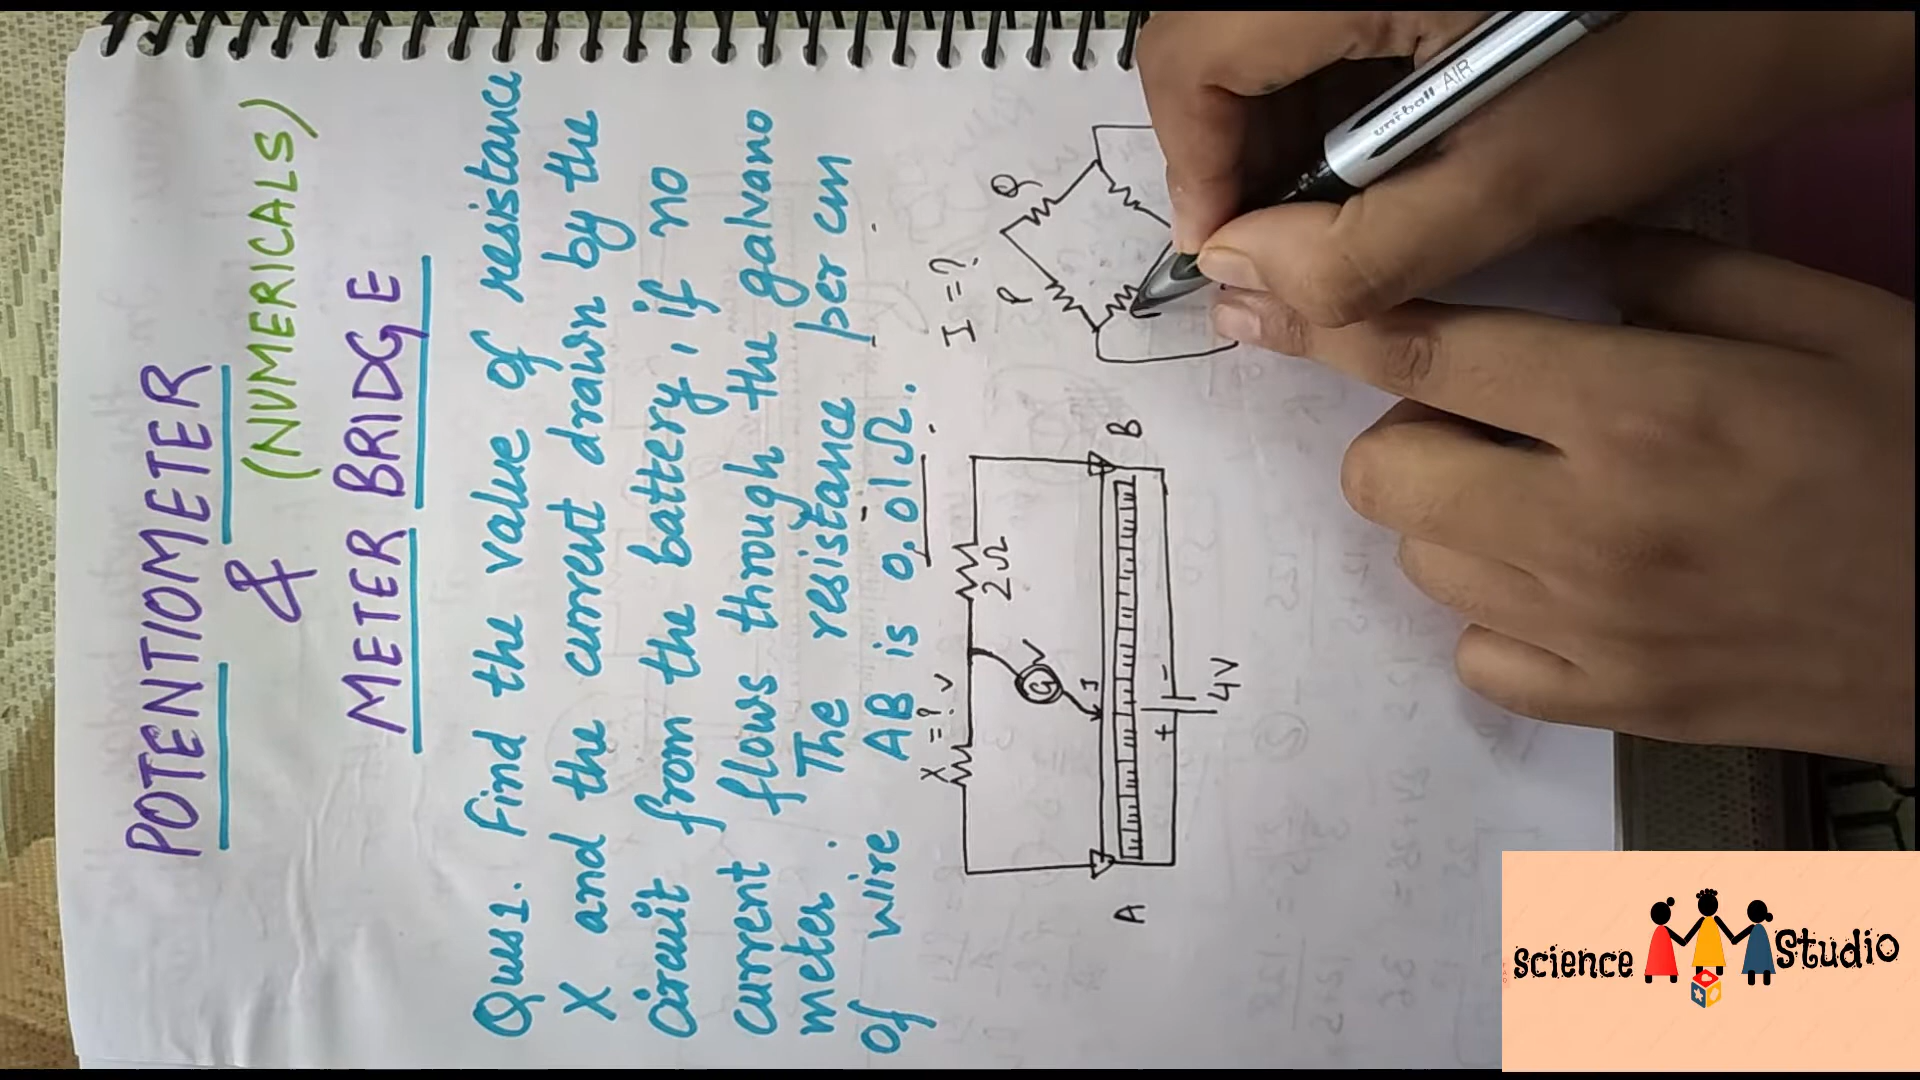 POTENTIOMETER
& (NUMERICALS)
METER BRIDGE
Ques1. Find the value of resistance
X and the current drawn by the
circuit from the battery, if no
current flows through the galvano
meter. The resistance per cm
of wire AB is 0.01Ω.
X = ?
2Ω
G
J
A
B
+ -
4V
I = ?
P
Q
uni-ball AIR
Science Studio